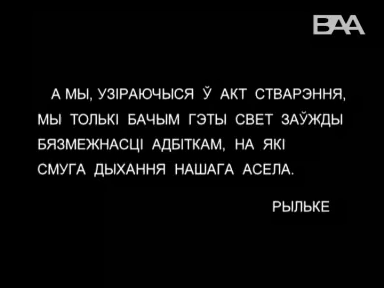 BAA
А МЫ, УЗІРАЮЧЫСЯ Ў АКТ СТВАРЭННЯ,
МЫ ТОЛЬКІ БАЧЫМ ГЭТЫ СВЕТ ЗАЎЖДЫ
БЯЗМЕЖНАСЦІ АДБІТКАМ, НА ЯКІ
СМУГА ДЫХАННЯ НАШАГА АСЕЛА.
РЫЛЬКЕ